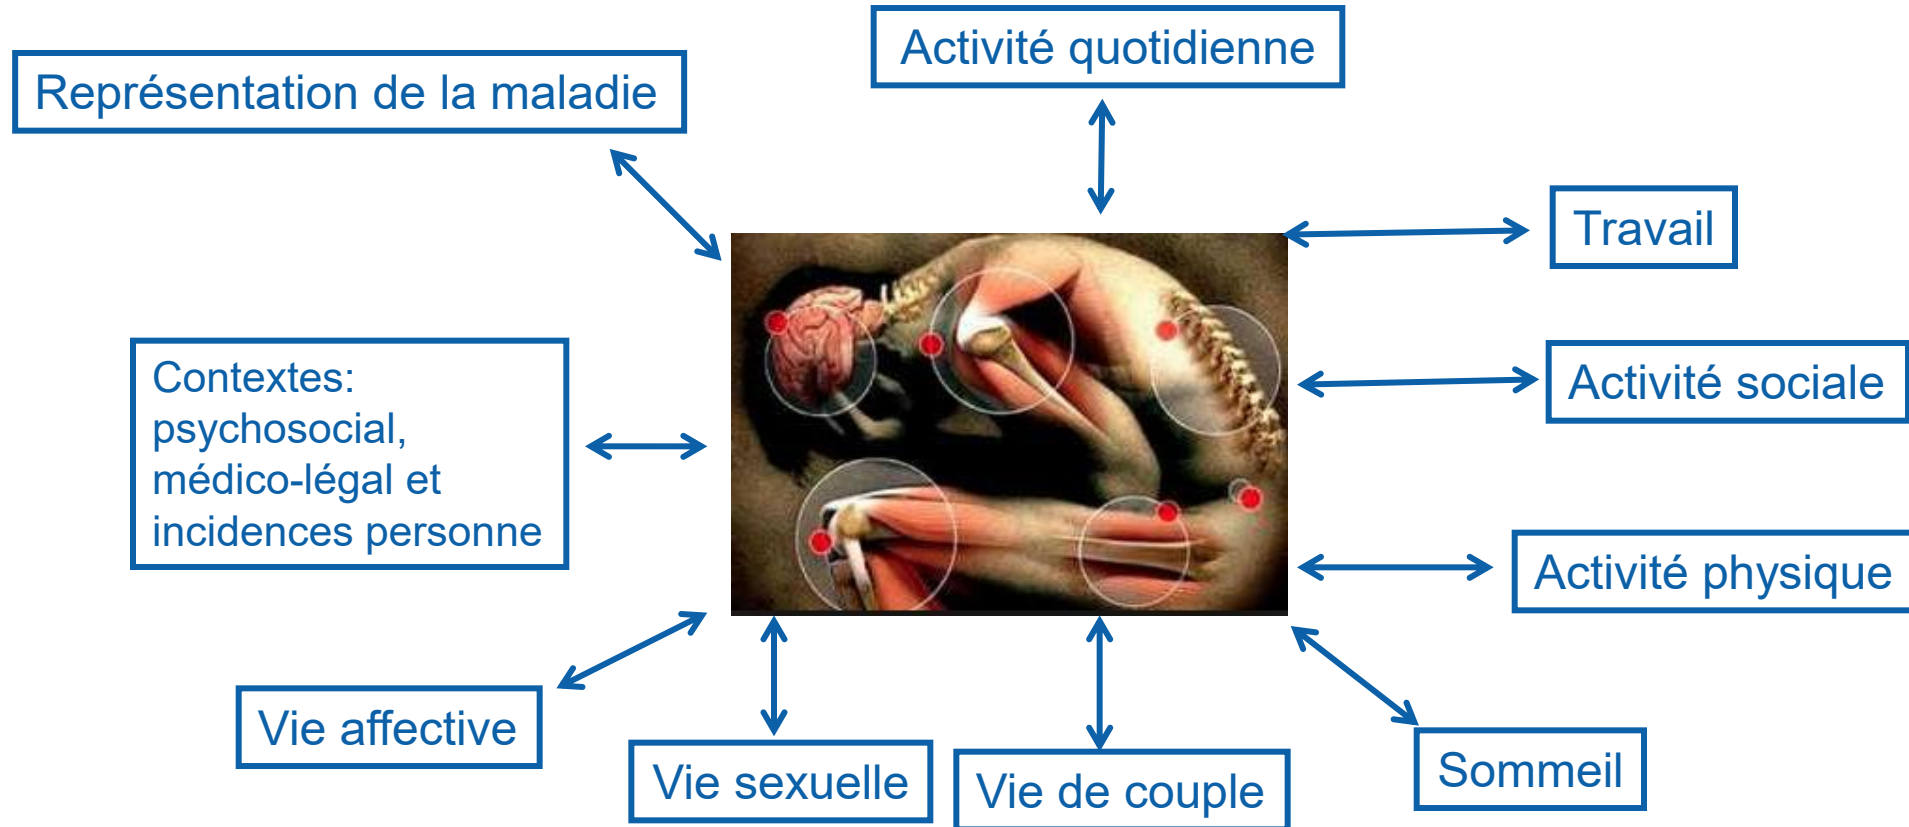 Activité quotidienne
Représentation de la maladie
Travail
Contextes:
psychosocial,
médico-légal et
incidences personne
Activité sociale
Activité physique
Vie affective
Vie sexuelle
Vie de couple
Sommeil